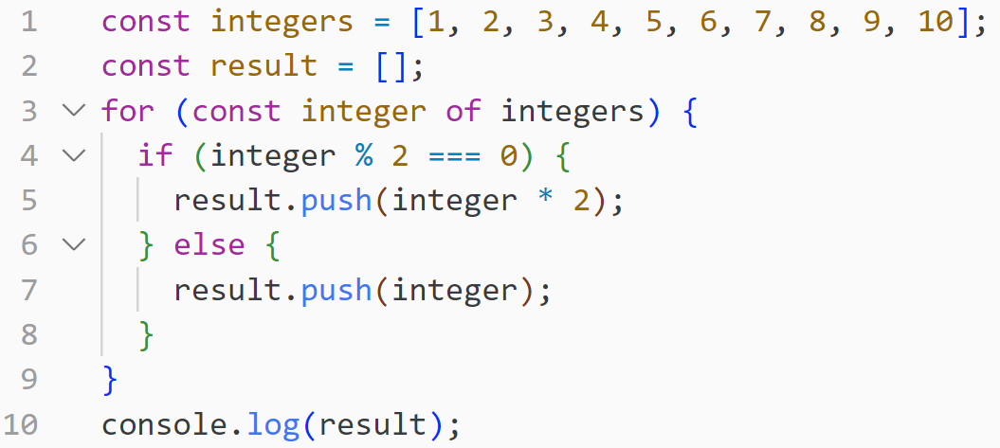 1 const integers = [1, 2, 3, 4, 5, 6, 7, 8, 9, 10];
2 const result = [];
3 for (const integer of integers) {
4   if (integer % 2 === 0) {
5     result.push(integer * 2);
6   } else {
7     result.push(integer);
8   }
9 }
10 console.log(result);